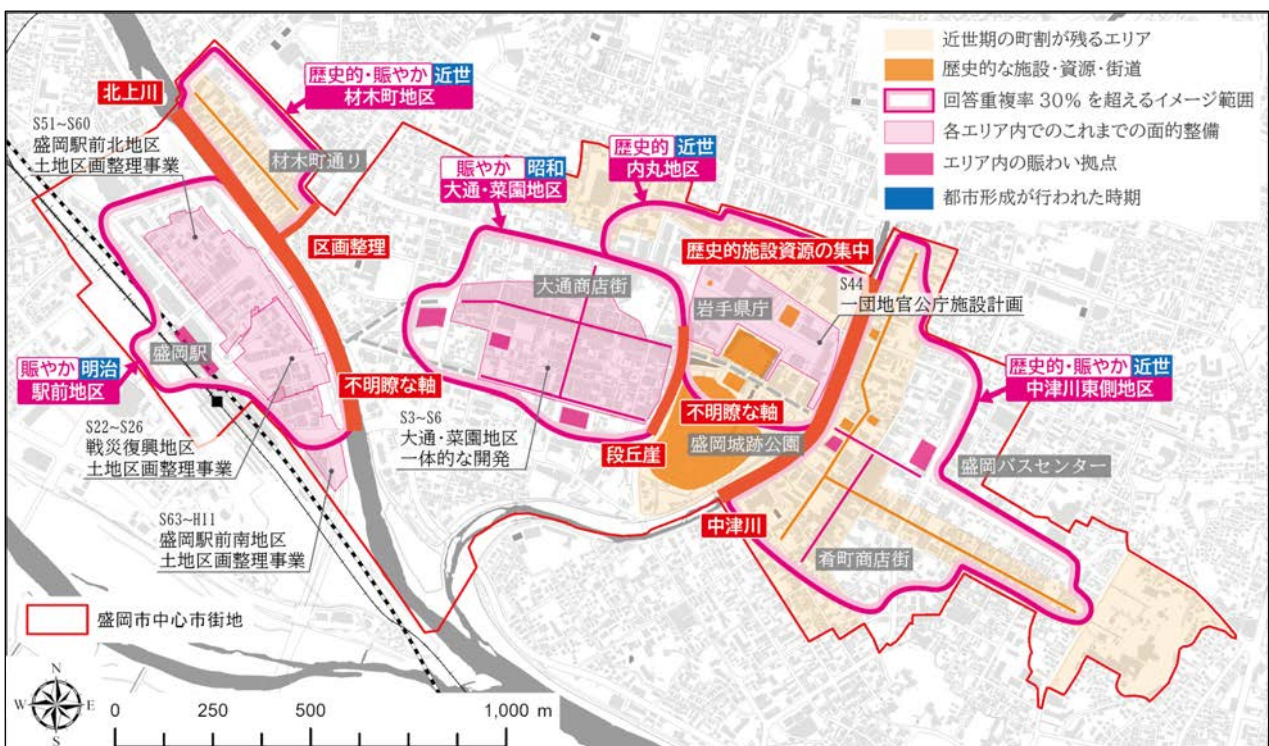 近世期の町割が残るエリア
歴史的な施設・資源・街道
回答重複率 30% を超えるイメージ範囲
各エリア内でのこれまでの面的整備
エリア内の賑わい拠点
都市形成が行われた時期
北上川
歴史的・賑やか 近世
材木町地区
S51~S60
盛岡駅前北地区
土地区画整理事業
材木町通り
賑やか 昭和
大通・菜園地区
歴史的 近世
内丸地区
区画整理
歴史的施設資源の集中
大通商店街
岩手県庁
S44
一団地官公庁施設計画
盛岡駅
賑やか 明治
駅前地区
不明瞭な軸
歴史的・賑やか 近世
中津川東側地区
S22~S26
戦災復興地区
土地区画整理事業
S3~S6
大通・菜園地区
一体的な開発
不明瞭な軸
段丘崖
盛岡城跡公園
盛岡バスセンター
S63~H11
盛岡駅前南地区
土地区画整理事業
中津川
肴町商店街
盛岡市中心市街地
N
W
E
S
0 250 500 1,000 m